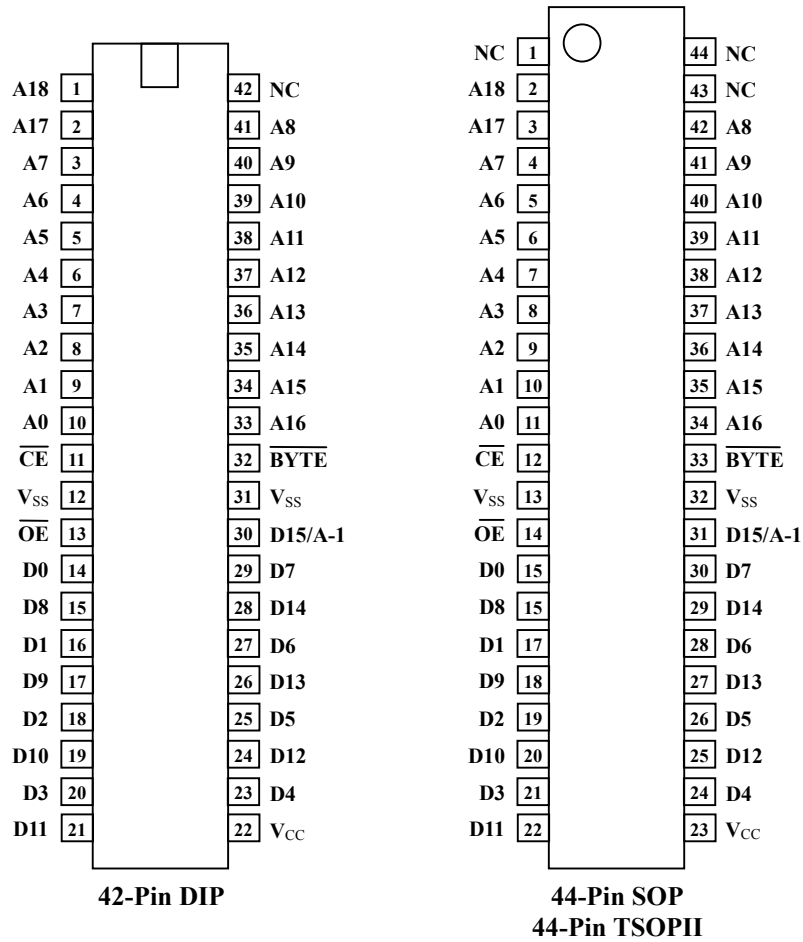 A18 1 42 NC
A17 2 41 A8
A7 3 40 A9
A6 4 39 A10
A5 5 38 A11
A4 6 37 A12
A3 7 36 A13
A2 8 35 A14
A1 9 34 A15
A0 10 33 A16
CE 11 32 BYTE
VSS 12 31 VSS
OE 13 30 D15/A-1
D0 14 29 D7
D8 15 28 D14
D1 16 27 D6
D9 17 26 D13
D2 18 25 D5
D10 19 24 D12
D3 20 23 D4
D11 21 22 VCC
42-Pin DIP
NC 1 44 NC
A18 2 43 NC
A17 3 42 A8
A7 4 41 A9
A6 5 40 A10
A5 6 39 A11
A4 7 38 A12
A3 8 37 A13
A2 9 36 A14
A1 10 35 A15
A0 11 34 A16
CE 12 33 BYTE
VSS 13 32 VSS
OE 14 31 D15/A-1
D0 15 30 D7
D8 15 29 D14
D1 17 28 D6
D9 18 27 D13
D2 19 26 D5
D10 20 25 D12
D3 21 24 D4
D11 22 23 VCC
44-Pin SOP
44-Pin TSOPII